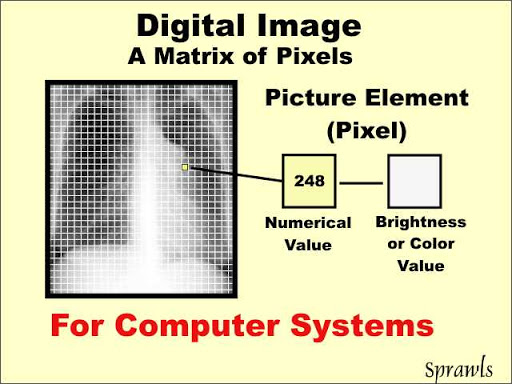 Digital Image
A Matrix of Pixels
Picture Element
(Pixel)
248
Numerical
Value
Brightness
or Color
Value
For Computer Systems
Sprawls